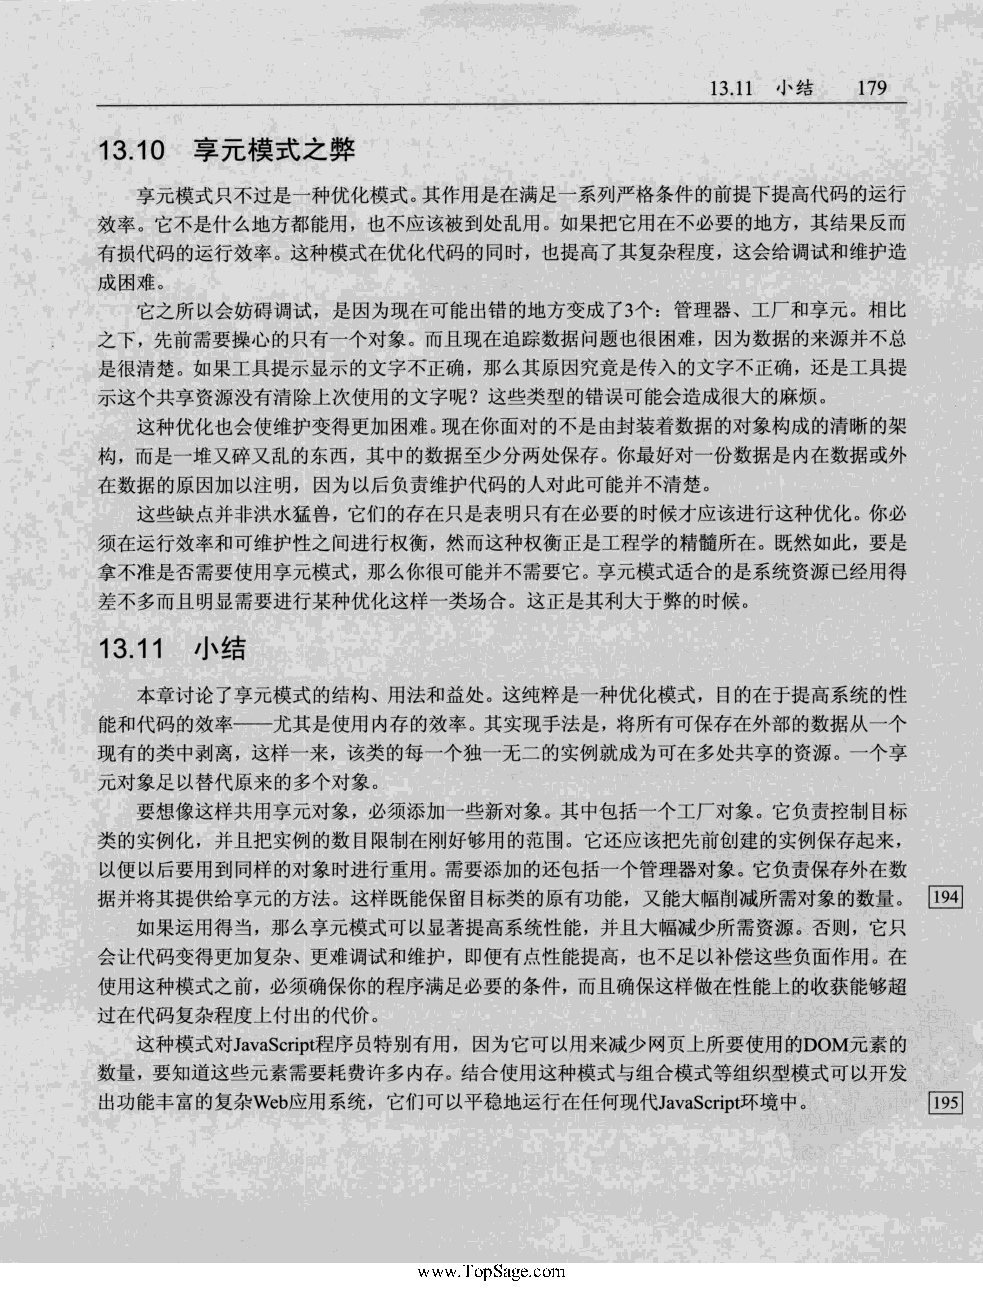 13.11 小结 179
13.10 享元模式之弊
享元模式只不过是一种优化模式。其作用是在满足一系列严格条件的前提下提高代码的运行
效率。它不是什么地方都能用，也不应该被到处乱用。如果把它用在不必要的地方，其结果反而
有损代码的运行效率。这种模式在优化代码的同时，也提高了其复杂程度，这会给调试和维护造
成困难。
它之所以会妨碍调试，是因为现在可能出错的地方变成了3个：管理器、工厂和享元。相比
之下，先前需要操心的只有一个对象。而且现在追踪数据问题也很困难，因为数据的来源并不总
是很清楚。如果工具提示显示的文字不正确，那么其原因究竟是传入的文字不正确，还是工具提
示这个共享资源没有清除上次使用的文字呢？这些类型的错误可能会造成很大的麻烦。
这种优化也会使维护变得更加困难。现在你面对的不是由封装着数据的对象构成的清晰的架
构，而是一堆又碎又乱的东西，其中的数据至少分两处保存。你最好对一份数据是内在数据或外
在数据的原因加以注明，因为以后负责维护代码的人对此可能并不清楚。
这些缺点并非洪水猛兽，它们的存在只是表明只有在必要的时候才应该进行这种优化。你必
须在运行效率和可维护性之间进行权衡，然而这种权衡正是工程学的精髓所在。既然如此，要是
拿不准是否需要使用享元模式，那么你很可能并不需要它。享元模式适合的是系统资源已经用得
差不多而且明显需要进行某种优化这样一类场合。这正是其利大于弊的时候。
13.11 小结
本章讨论了享元模式的结构、用法和益处。这纯粹是一种优化模式，目的在于提高系统的性
能和代码的效率——尤其是使用内存的效率。其实现手法是，将所有可保存在外部的数据从一个
现有的类中剥离，这样一来，该类的每一个独一无二的实例就成为可在多处共享的资源。一个享
元对象足以替代原来的多个对象。
要想像这样共用享元对象，必须添加一些新对象。其中包括一个工厂对象。它负责控制目标
类的实例化，并且把实例的数目限制在刚好够用的范围。它还应该把先前创建的实例保存起来，
以便以后要用到同样的对象时进行重用。需要添加的还包括一个管理器对象。它负责保存外在数
据并将其提供给享元的方法。这样既能保留目标类的原有功能，又能大幅削减所需对象的数量。 194
如果运用得当，那么享元模式可以显著提高系统性能，并且大幅减少所需资源。否则，它只
会让代码变得更加复杂、更难调试和维护，即便有点性能提高，也不足以补偿这些负面作用。在
使用这种模式之前，必须确保你的程序满足必要的条件，而且确保这样做在性能上的收获能够超
过在代码复杂程度上付出的代价。
这种模式对JavaScript程序员特别有用，因为它可以用来减少网页上所要使用的DOM元素的
数量，要知道这些元素需要耗费许多内存。结合使用这种模式与组合模式等组织型模式可以开发
出功能丰富的复杂Web应用系统，它们可以平稳地运行在任何现代JavaScript环境中。 195
www.TopSage.com